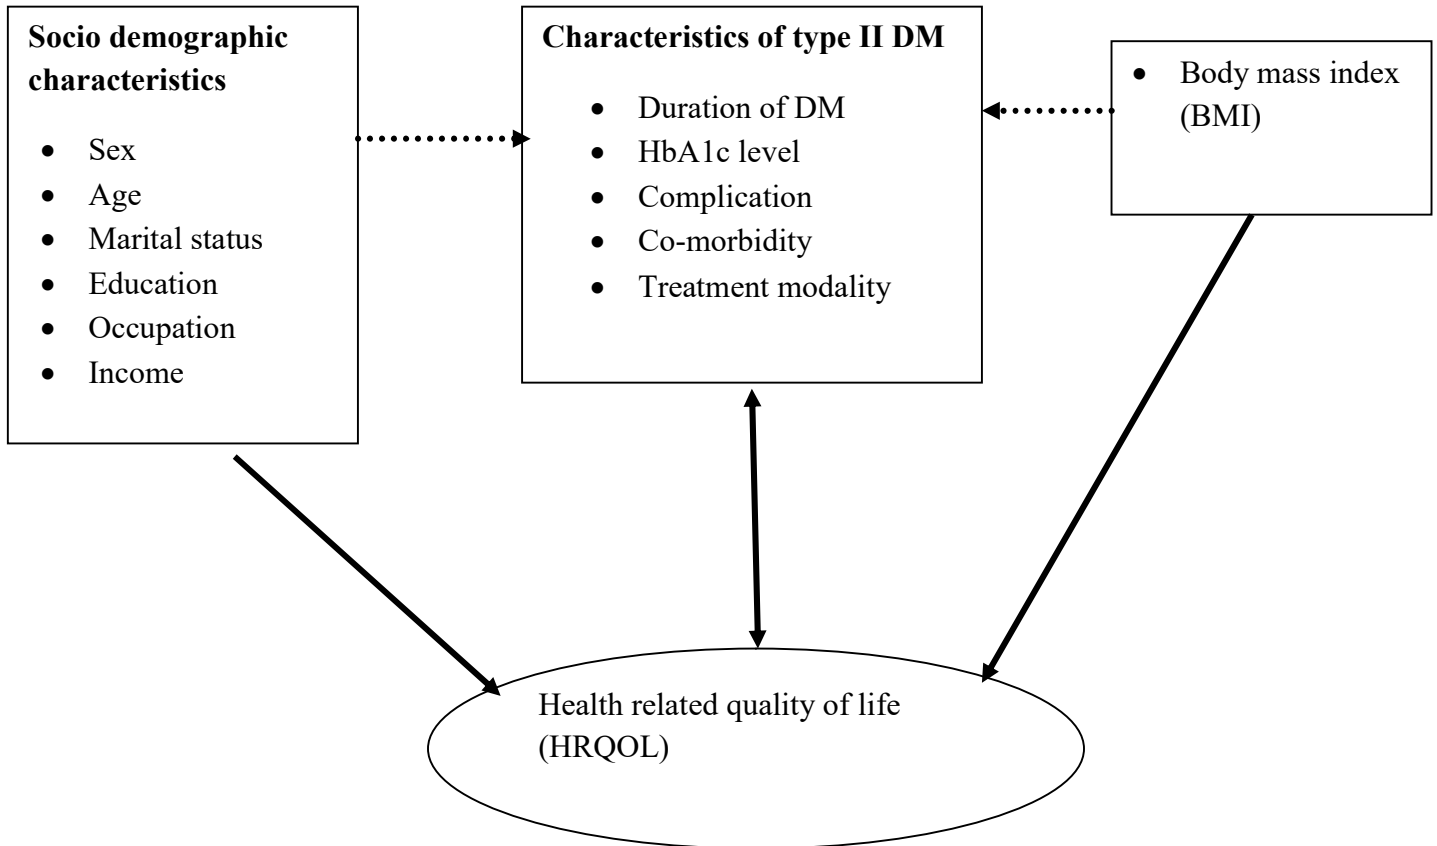 Socio demographic
characteristics
• Sex
• Age
• Marital status
• Education
• Occupation
• Income
Characteristics of type II DM
• Duration of DM
• HbA1c level
• Complication
• Co-morbidity
• Treatment modality
• Body mass index
(BMI)
Health related quality of life
(HRQOL)